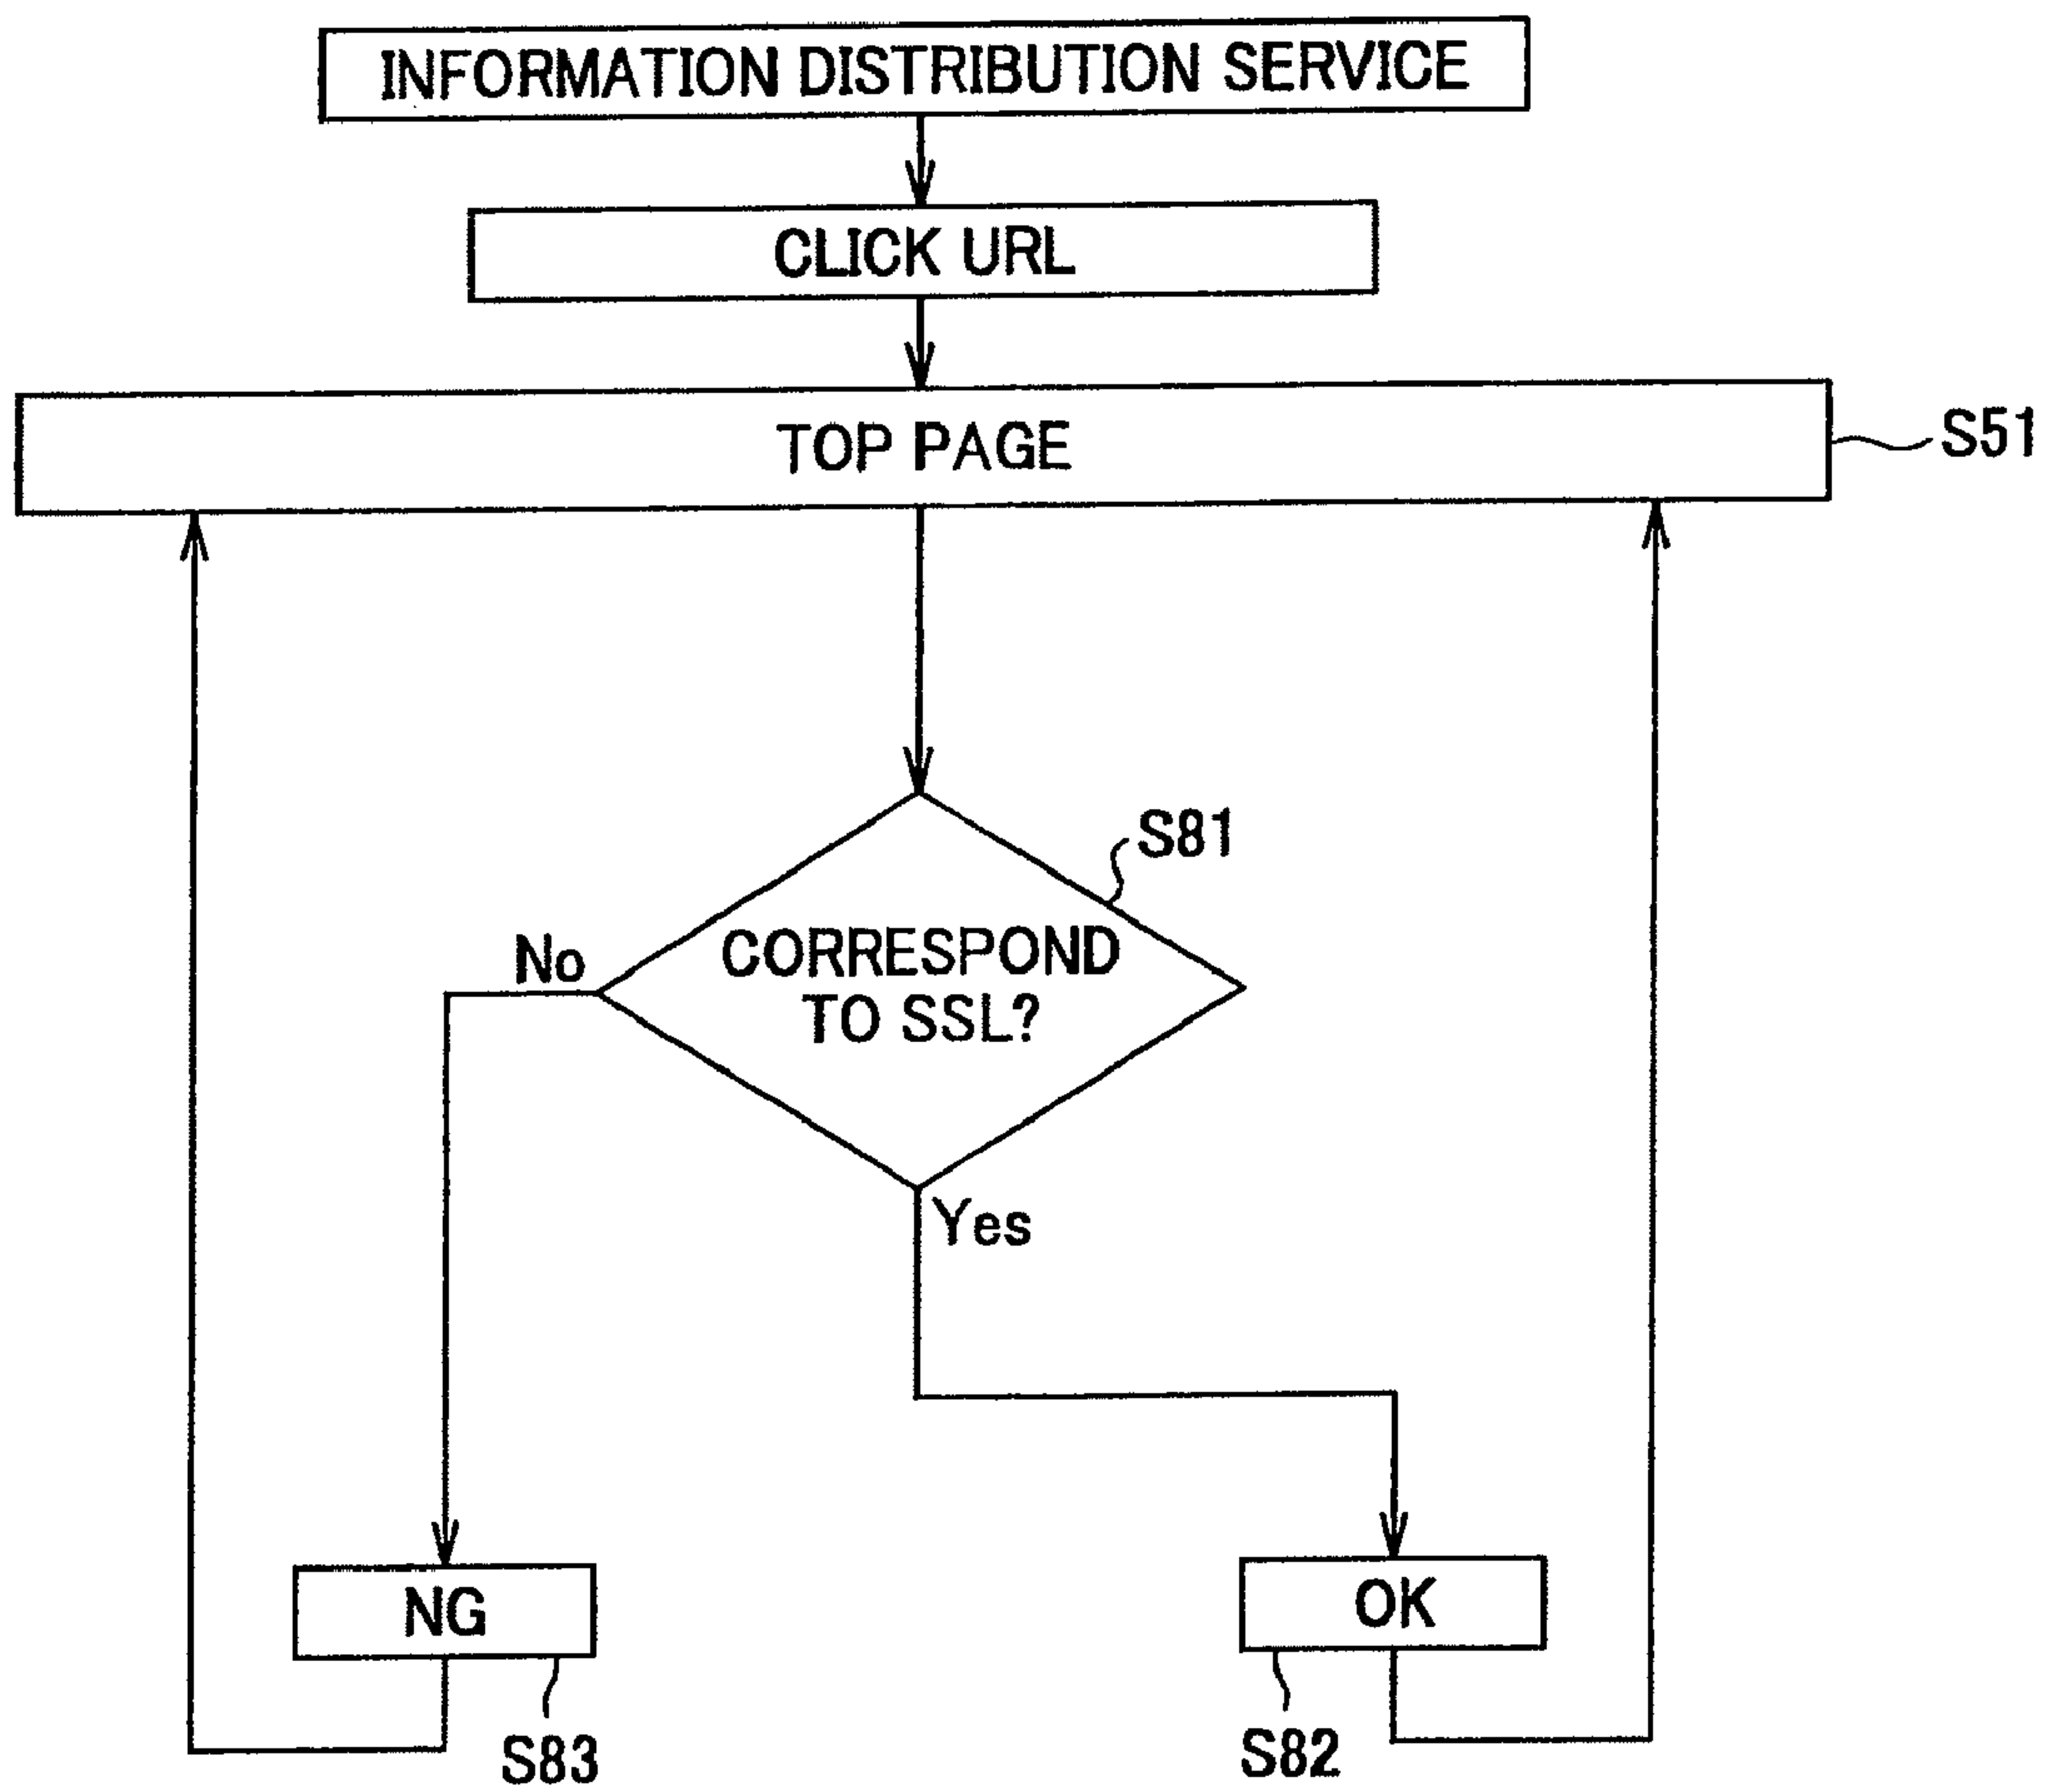 INFORMATION DISTRIBUTION SERVICE
CLICK URL
TOP PAGE
S51
S81
CORRESPOND
TO SSL?
No
Yes
NG
OK
S83
S82